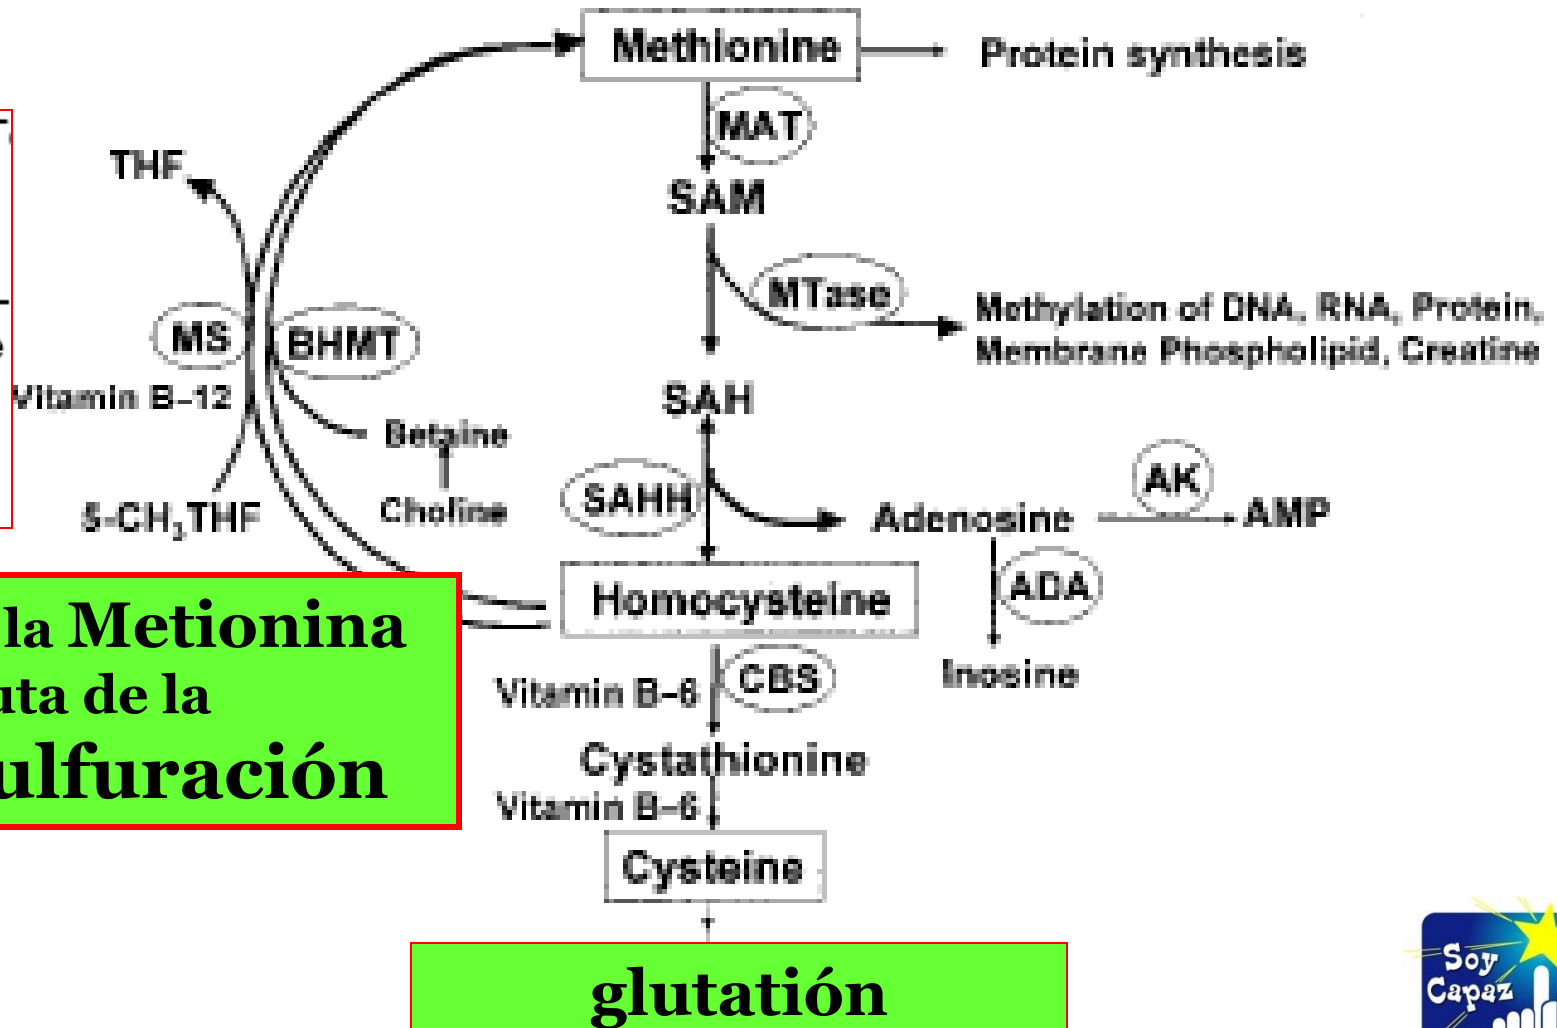 Methionine
Protein synthesis
MAT
THF
SAM
MTase
Methylation of DNA, RNA, Protein,
Membrane Phospholipid, Creatine
MS
BHMT
Vitamin B-12
SAH
Betaine
Choline
5-CH₃THF
SAHH
Adenosine
AK
AMP
ADA
Homocysteine
Inosine
la Metionina
de la
Vitamin B-6
CBS
Cystathionine
Vitamin B-6
Cysteine
glutatión
Soy
Capaz